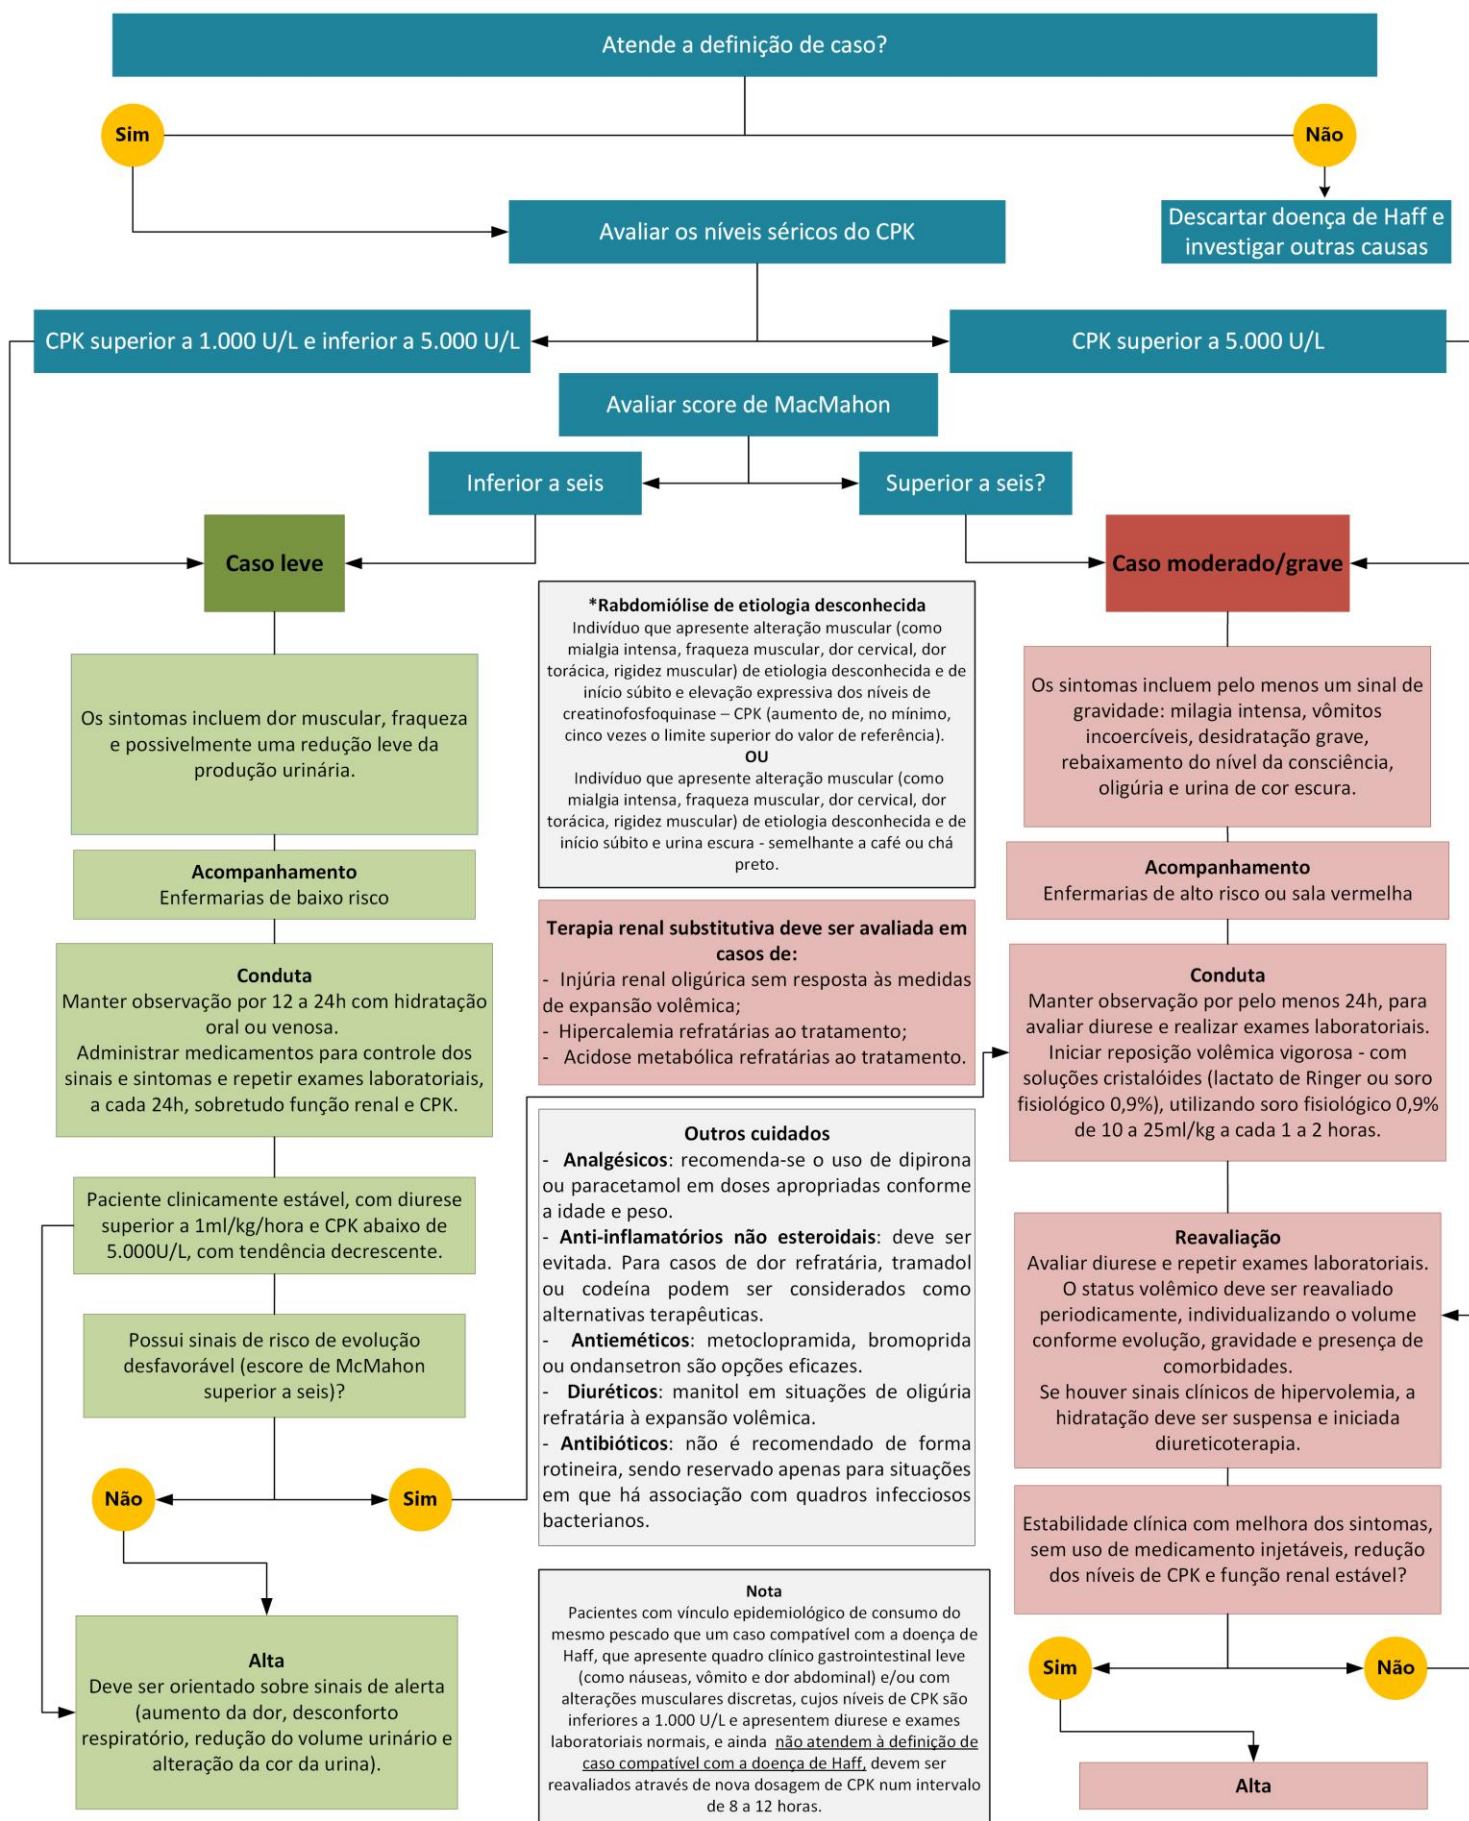 Atende a definição de caso?
Sim
Não
Avaliar os níveis séricos do CPK
Descartar doença de Haff e
investigar outras causas
CPK superior a 1.000 U/L e inferior a 5.000 U/L
CPK superior a 5.000 U/L
Avaliar score de MacMahon
Inferior a seis
Superior a seis?
Caso leve
Caso moderado/grave
Os sintomas incluem dor muscular, fraqueza
e possivelmente uma redução leve da
produção urinária.
Acompanhamento
Enfermarias de baixo risco
Conduta
Manter observação por 12 a 24h com hidratação
oral ou venosa.
Administrar medicamentos para controle dos
sinais e sintomas e repetir exames laboratoriais,
a cada 24h, sobretudo função renal e CPK.
Paciente clinicamente estável, com diurese
superior a 1ml/kg/hora e CPK abaixo de
5.000U/L, com tendência decrescente.
Possui sinais de risco de evolução
desfavorável (escore de McMahon
superior a seis)?
Não
Sim
Alta
Deve ser orientado sobre sinais de alerta
(aumento da dor, desconforto
respiratório, redução do volume urinário e
alteração da cor da urina).
*Rabdomiólise de etiologia desconhecida
Indivíduo que apresente alteração muscular (como
mialgia intensa, fraqueza muscular, dor cervical, dor
torácica, rigidez muscular) de etiologia desconhecida e de
início súbito e elevação expressiva dos níveis de
creatinofosfoquinase – CPK (aumento de, no mínimo,
cinco vezes o limite superior do valor de referência).
OU
Indivíduo que apresente alteração muscular (como
mialgia intensa, fraqueza muscular, dor cervical, dor
torácica, rigidez muscular) de etiologia desconhecida e de
início súbito e urina escura - semelhante a café ou chá
preto.
Terapia renal substitutiva deve ser avaliada em
casos de:
- Injúria renal oligúrica sem resposta às medidas
de expansão volêmica;
- Hipercalemia refratárias ao tratamento;
- Acidose metabólica refratárias ao tratamento.
Outros cuidados
- Analgésicos: recomenda-se o uso de dipirona
ou paracetamol em doses apropriadas conforme
a idade e peso.
- Anti-inflamatórios não esteroidais: deve ser
evitada. Para casos de dor refratária, tramadol
ou codeína podem ser considerados como
alternativas terapêuticas.
- Antieméticos: metoclopramida, bromoprida
ou ondansetron são opções eficazes.
- Diuréticos: manitol em situações de oligúria
refratária à expansão volêmica.
- Antibióticos: não é recomendado de forma
rotineira, sendo reservado apenas para situações
em que há associação com quadros infecciosos
bacterianos.
Nota
Pacientes com vínculo epidemiológico de consumo do
mesmo pescado que um caso compatível com a doença de
Haff, que apresente quadro clínico gastrointestinal leve
(como náuseas, vômito e dor abdominal) e/ou com
alterações musculares discretas, cujos níveis de CPK são
inferiores a 1.000 U/L e apresentem diurese e exames
laboratoriais normais, e ainda não atendem à definição de
caso compatível com a doença de Haff, devem ser
reavaliados através de nova dosagem de CPK num intervalo
de 8 a 12 horas.
Os sintomas incluem pelo menos um sinal de
gravidade: milagia intensa, vômitos
incoercíveis, desidratação grave,
rebaixamento do nível da consciência,
oligúria e urina de cor escura.
Acompanhamento
Enfermarias de alto risco ou sala vermelha
Conduta
Manter observação por pelo menos 24h, para
avaliar diurese e realizar exames laboratoriais.
Iniciar reposição volêmica vigorosa - com
soluções cristalóides (lactato de Ringer ou soro
fisiológico 0,9%), utilizando soro fisiológico 0,9%
de 10 a 25ml/kg a cada 1 a 2 horas.
Reavaliação
Avaliar diurese e repetir exames laboratoriais.
O status volêmico deve ser reavaliado
periodicamente, individualizando o volume
conforme evolução, gravidade e presença de
comorbidades.
Se houver sinais clínicos de hipervolemia, a
hidratação deve ser suspensa e iniciada
diureticoterapia.
Estabilidade clínica com melhora dos sintomas,
sem uso de medicamento injetáveis, redução
dos níveis de CPK e função renal estável?
Sim
Não
Alta